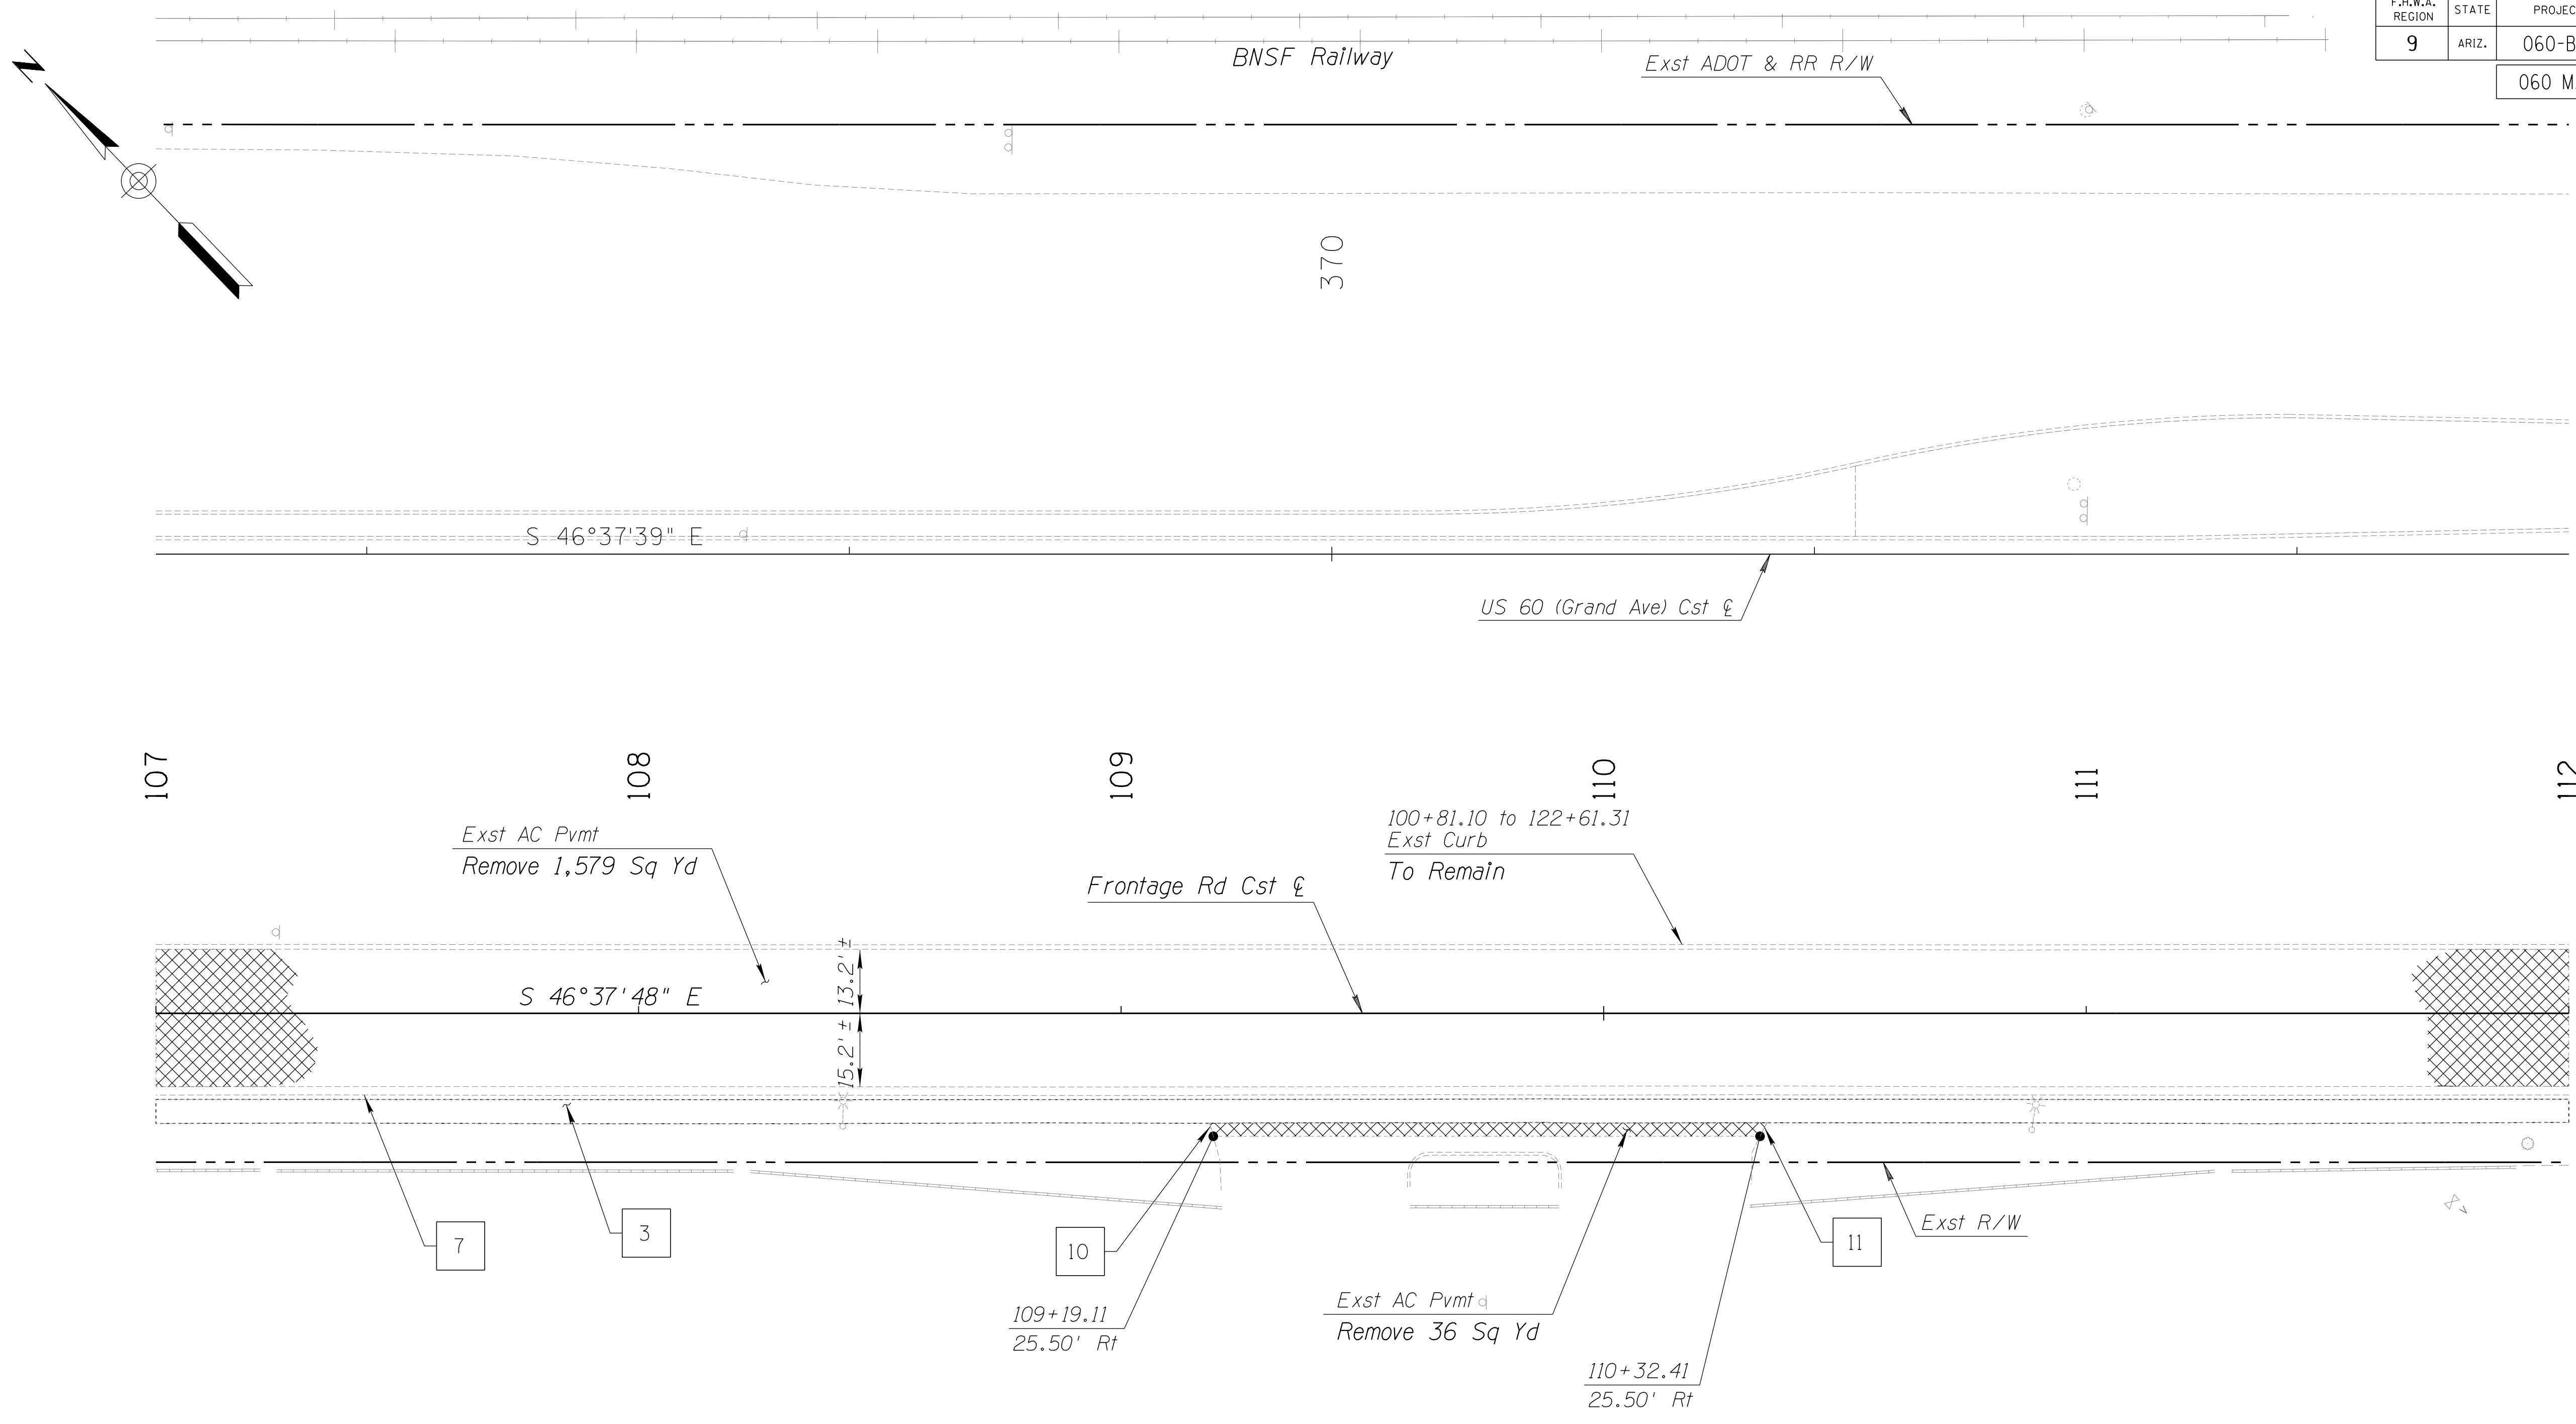 F.H.W.A. REGION
STATE
PROJEC
9
ARIZ.
060-B
060 M
BNSF Railway
Exst ADOT & RR R/W
N
370
S 46°37'39" E
US 60 (Grand Ave) Cst ℄
107
108
109
110
111
112
Exst AC Pvmt
Remove 1,579 Sq Yd
100+81.10 to 122+61.31
Exst Curb
To Remain
Frontage Rd Cst ℄
13.2'±
S 46°37'48" E
15.2'±
7
3
10
11
Exst R/W
109+19.11
25.50' Rt
Exst AC Pvmt
Remove 36 Sq Yd
110+32.41
25.50' Rt